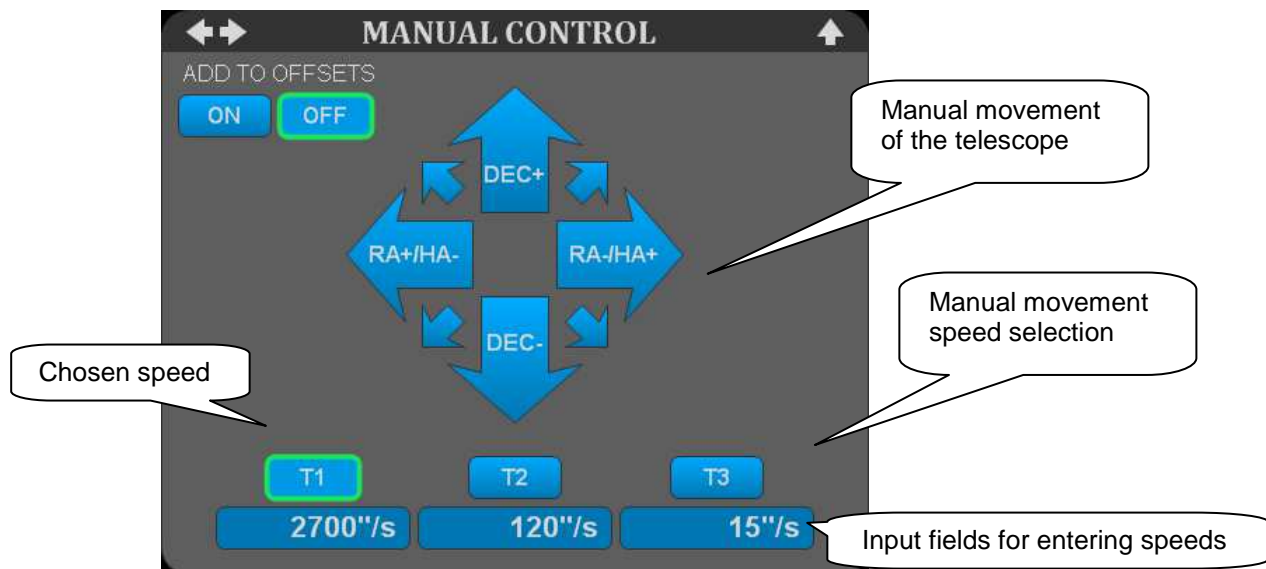 MANUAL CONTROL
ADD TO OFFSETS
ON OFF
Manual movement
of the telescope
DEC+
RA+/HA- RA-/HA+
Manual movement
speed selection
DEC-
Chosen speed
T1 T2 T3
2700"/s 120"/s 15"/s
Input fields for entering speeds